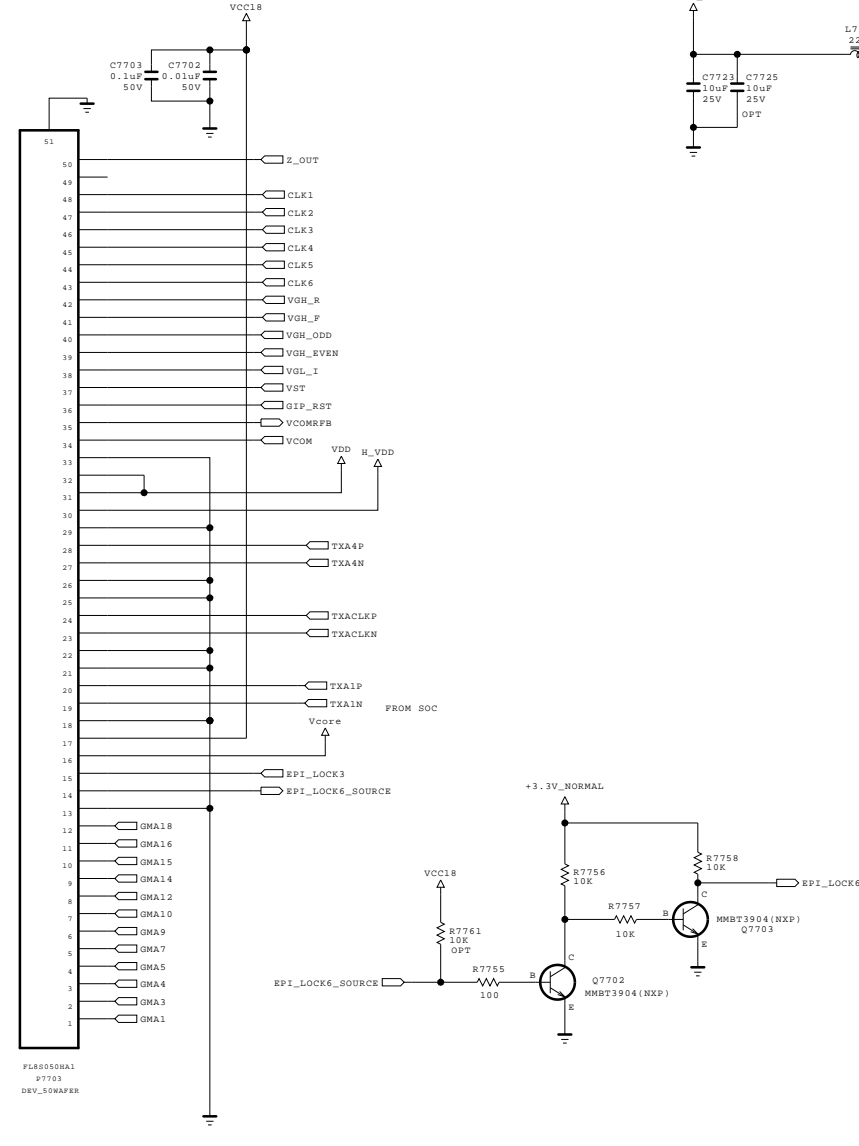 VCC18
C7703
0.1uF
50V
C7702
0.01uF
50V
L7
22
C7723
10uF
25V
C7725
10uF
25V
OPT
51
50 Z_OUT
49
48 CLK1
47 CLK2
46 CLK3
45 CLK4
44 CLK5
43 CLK6
42 VGH_R
41 VGH_F
40 VGH_ODD
39 VGH_EVEN
38 VGL_I
37 VST
36 GIP_RST
35 VCOMRFB
34 VCOM
33
VDD
H_VDD
32
31
30
29
28 TXA4P
27 TXA4N
26
25
24 TXACLKP
23 TXACLKN
22
21
20 TXA1P
19 TXA1N
FROM SOC
18
Vcore
17
16
15 EPI_LOCK3
14 EPI_LOCK6_SOURCE
13
12 GMA18
11 GMA16
10 GMA15
9 GMA14
8 GMA12
7 GMA10
6 GMA9
5 GMA7
4 GMA5
3 GMA4
2 GMA3
1 GMA1
FL8S050HA1
P7703
DEV_50WAFER
+3.3V_NORMAL
R7756
10K
R7758
10K
EPI_LOCK6
VCC18
R7761
10K
OPT
R7757
10K
B
C
E
MMBT3904(NXP)
Q7703
EPI_LOCK6_SOURCE
R7755
100
B
C
E
Q7702
MMBT3904(NXP)